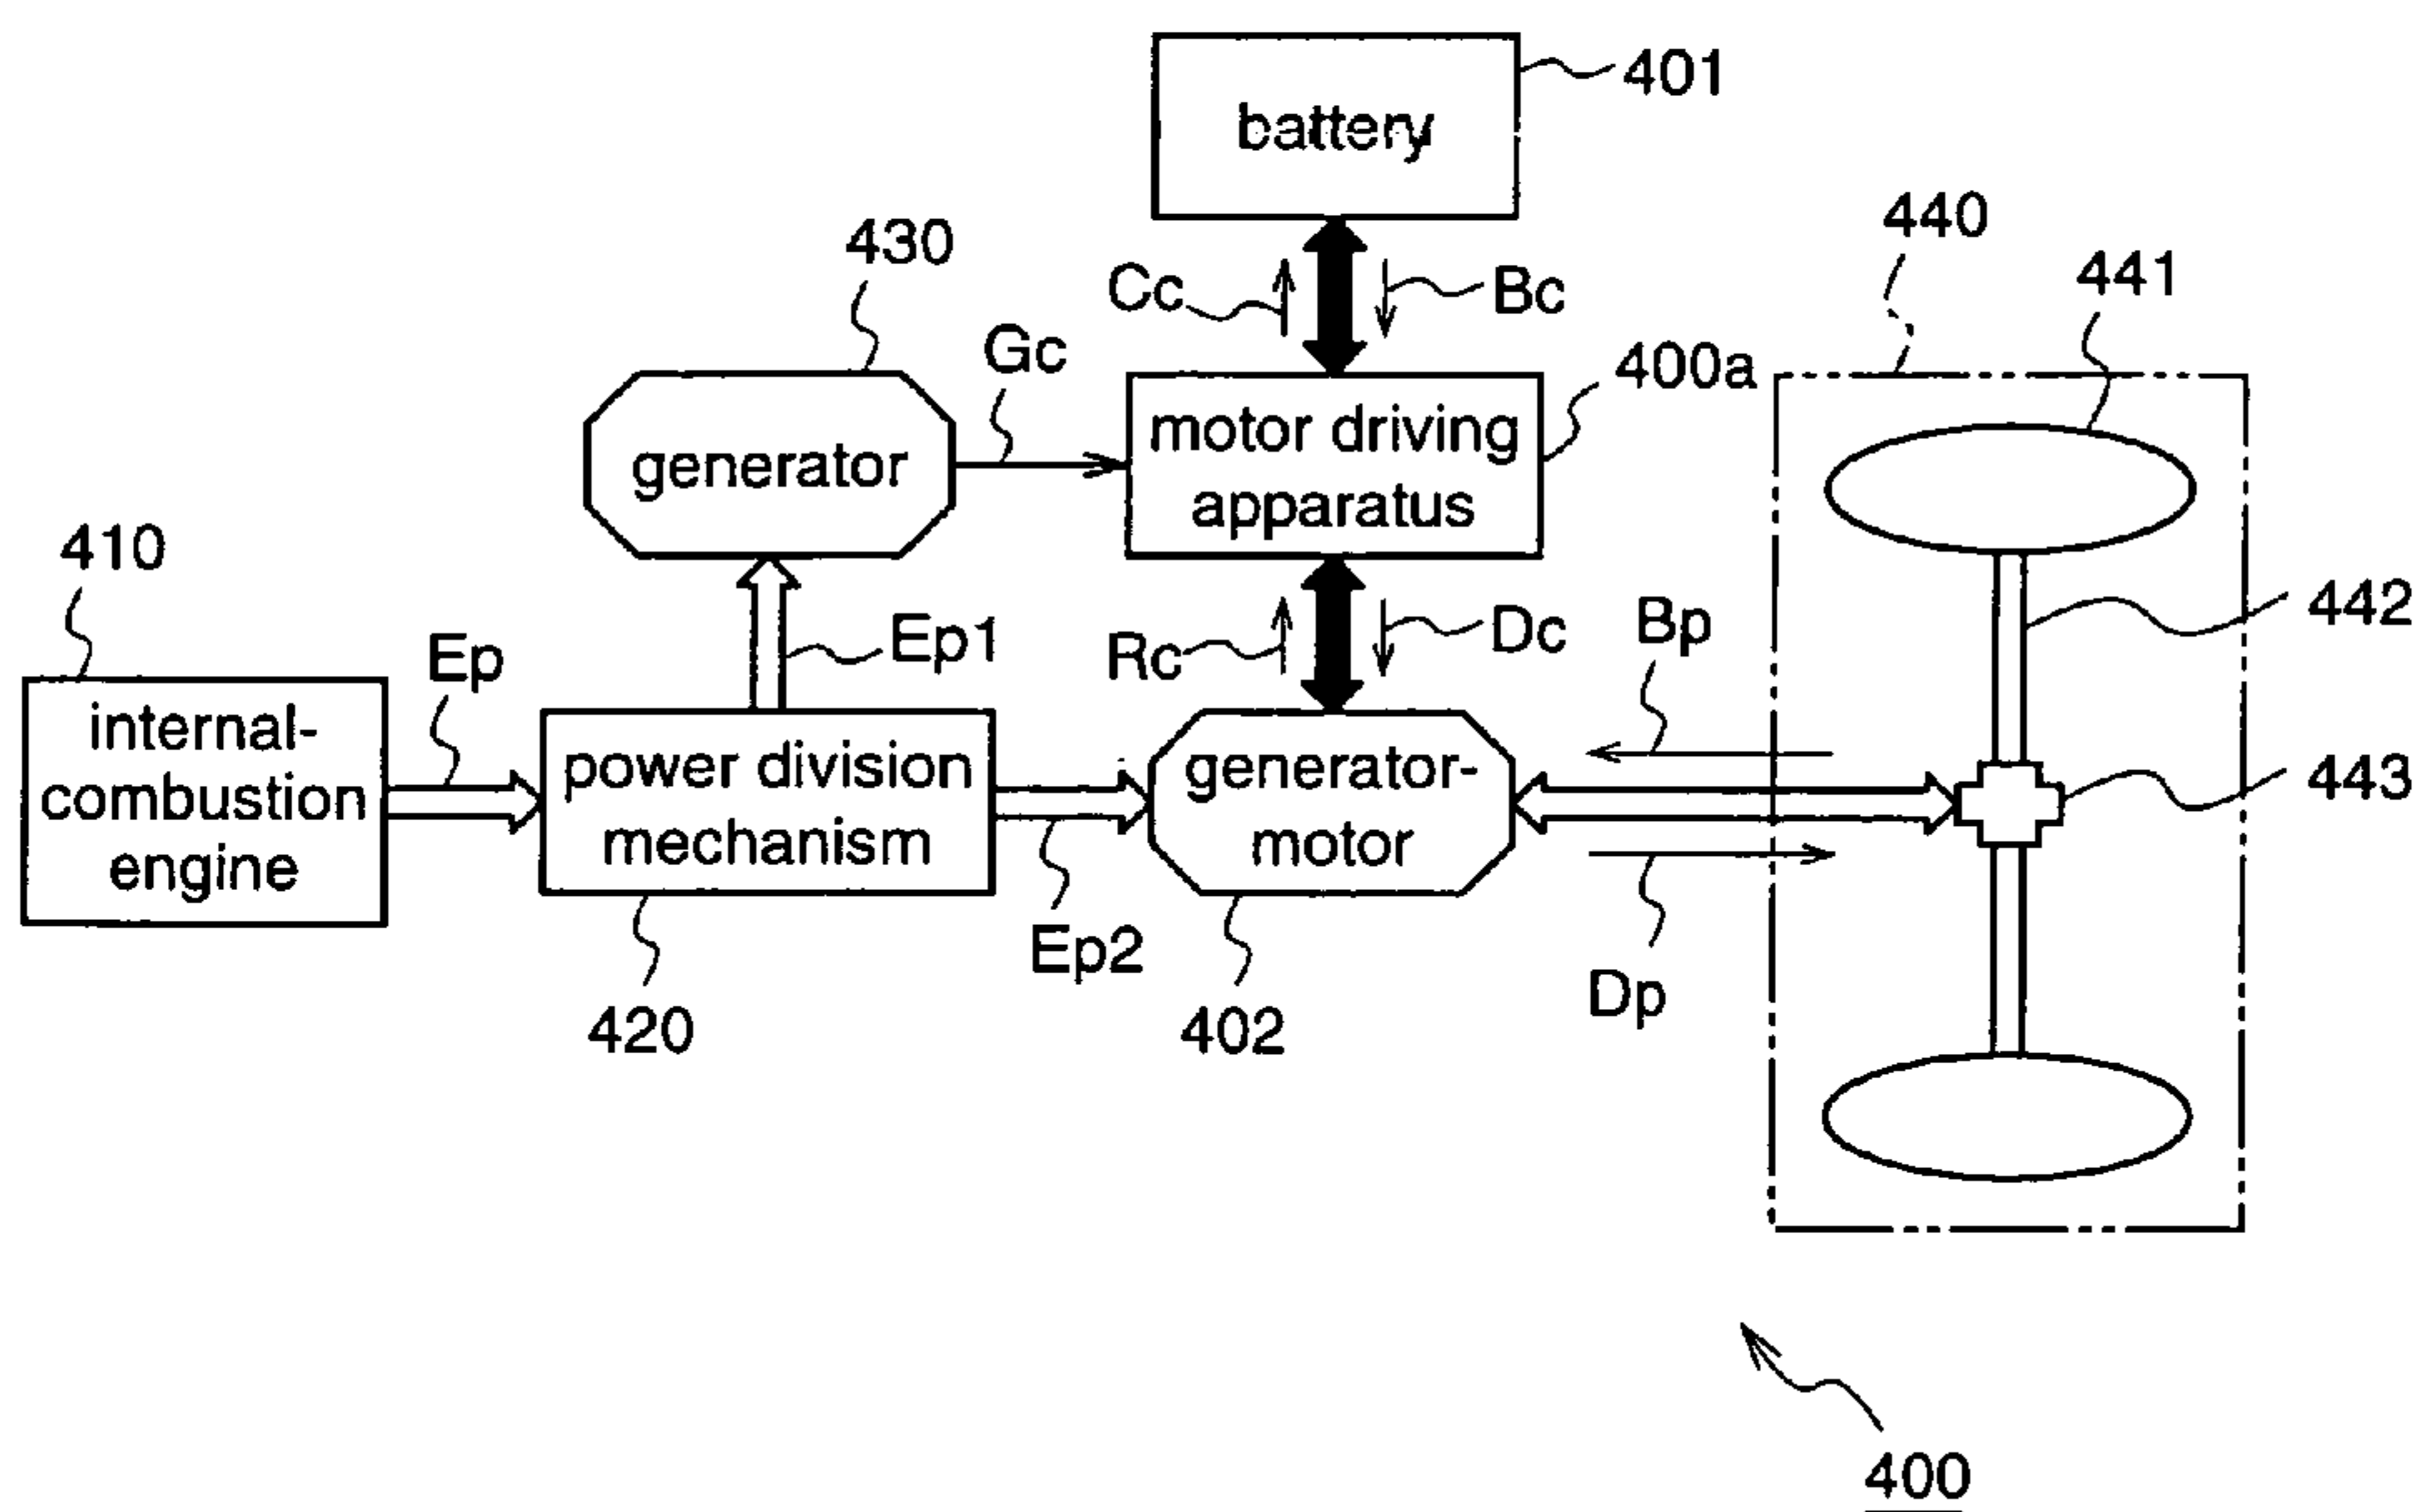 battery
401
440
441
430
Cc
Bc
Gc
400a
motor driving
apparatus
generator
410
Ep
Ep1
Rc
Dc
Bp
442
internal-
combustion
engine
power division
mechanism
generator-
motor
443
Ep2
Dp
420
402
400